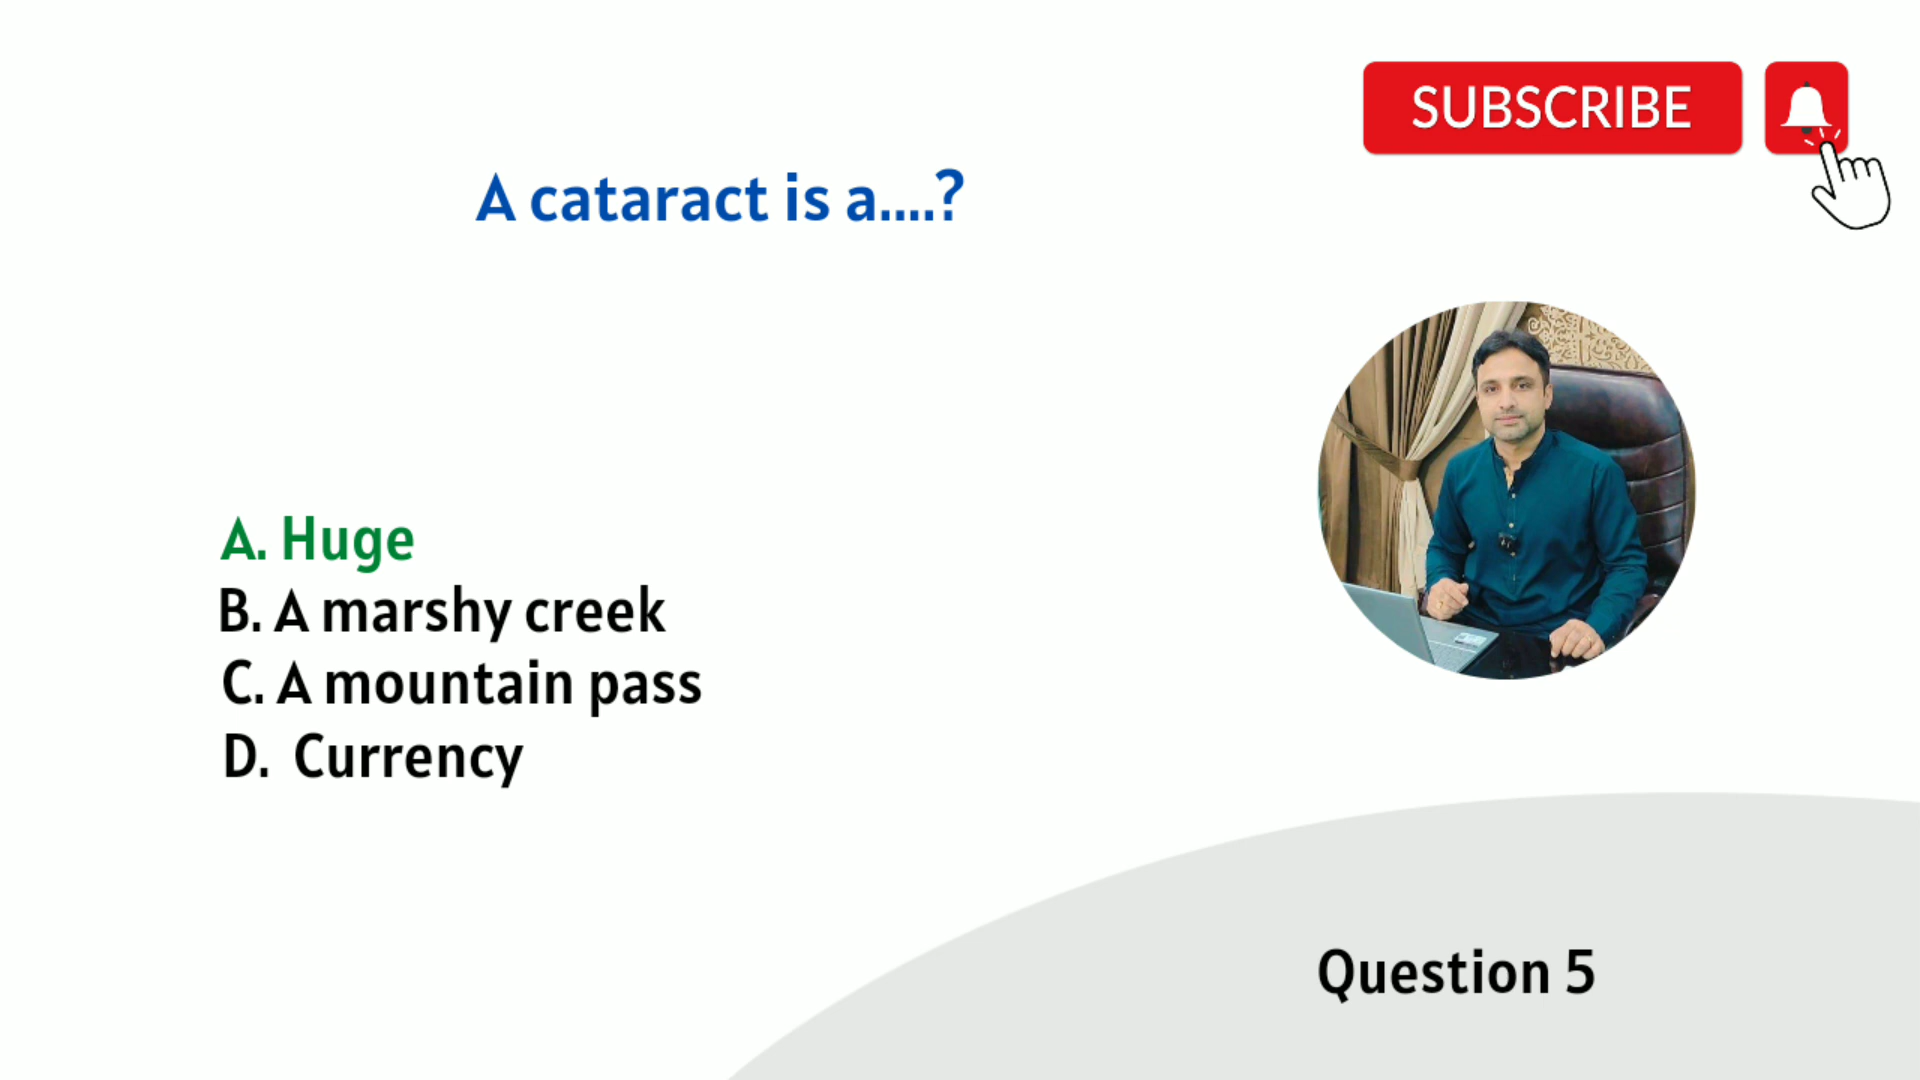 SUBSCRIBE
A cataract is a....?
A. Huge
B. A marshy creek
C. A mountain pass
D. Currency
Question 5